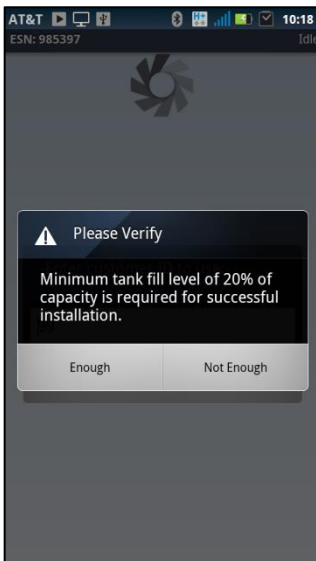 AT&T 10:18
ESN: 985397 Idle
Please Verify
Minimum tank fill level of 20% of
capacity is required for successful
installation.
Enough Not Enough